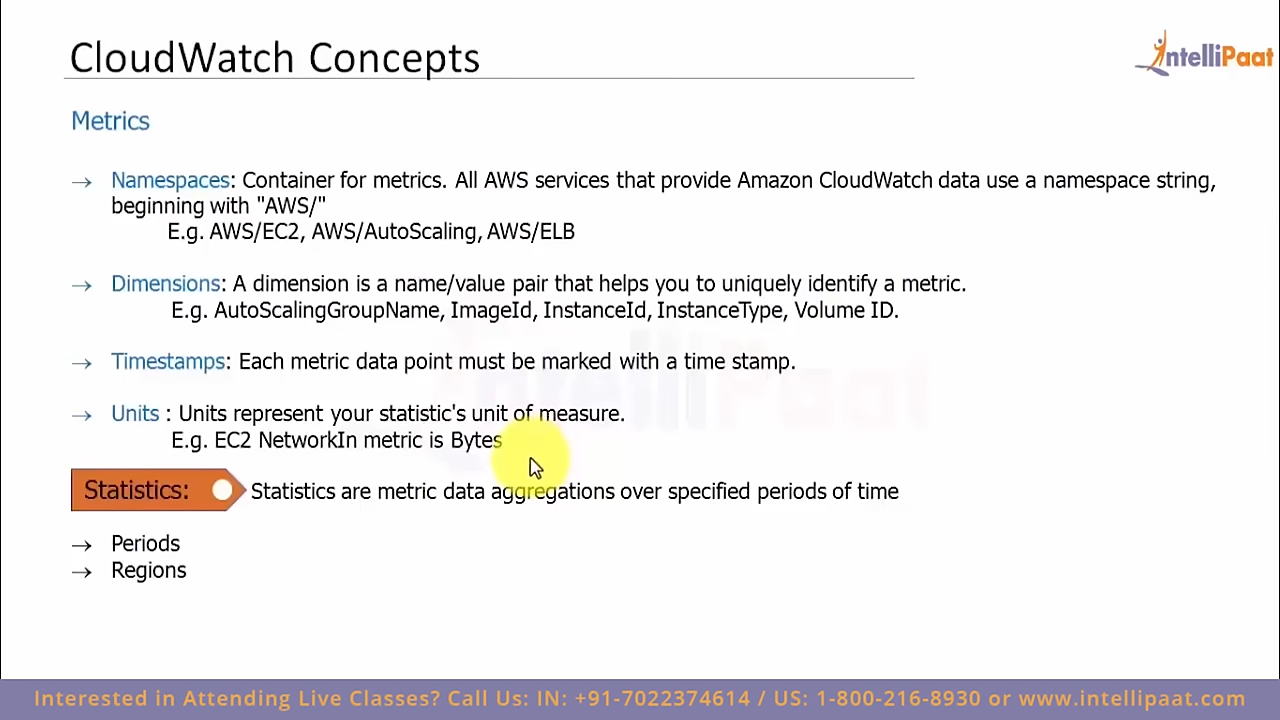 CloudWatch Concepts
IntelliPaat
Metrics
→ Namespaces: Container for metrics. All AWS services that provide Amazon CloudWatch data use a namespace string,
beginning with "AWS/"
E.g. AWS/EC2, AWS/AutoScaling, AWS/ELB
→ Dimensions: A dimension is a name/value pair that helps you to uniquely identify a metric.
E.g. AutoScalingGroupName, ImageId, InstanceId, InstanceType, Volume ID.
→ Timestamps: Each metric data point must be marked with a time stamp.
→ Units : Units represent your statistic's unit of measure.
E.g. EC2 NetworkIn metric is Bytes
Statistics: Statistics are metric data aggregations over specified periods of time
→ Periods
→ Regions
Interested in Attending Live Classes? Call Us: IN: +91-7022374614 / US: 1-800-216-8930 or www.intellipaat.com